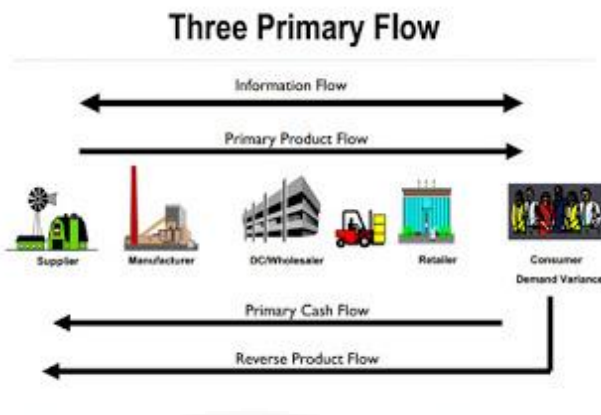 Three Primary Flow
Information Flow
Primary Product Flow
Supplier
Manufacturer
DC/Wholesaler
Retailer
Consumer
Demand Variance
Primary Cash Flow
Reverse Product Flow